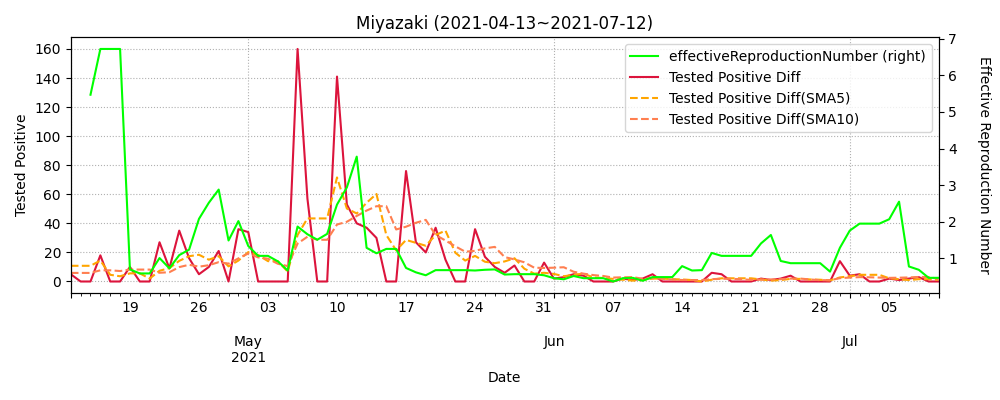 Miyazaki (2021-04-13~2021-07-12)
effectiveReproductionNumber (right)
Tested Positive Diff
Tested Positive Diff(SMA5)
Tested Positive Diff(SMA10)
Tested Positive
160
140
120
100
80
60
40
20
0
7
6
5
4
3
2
1
Effective Reproduction Number
19 26 03 10 17 24 31 07 14 21 28 05
May Jun Jul
2021
Date